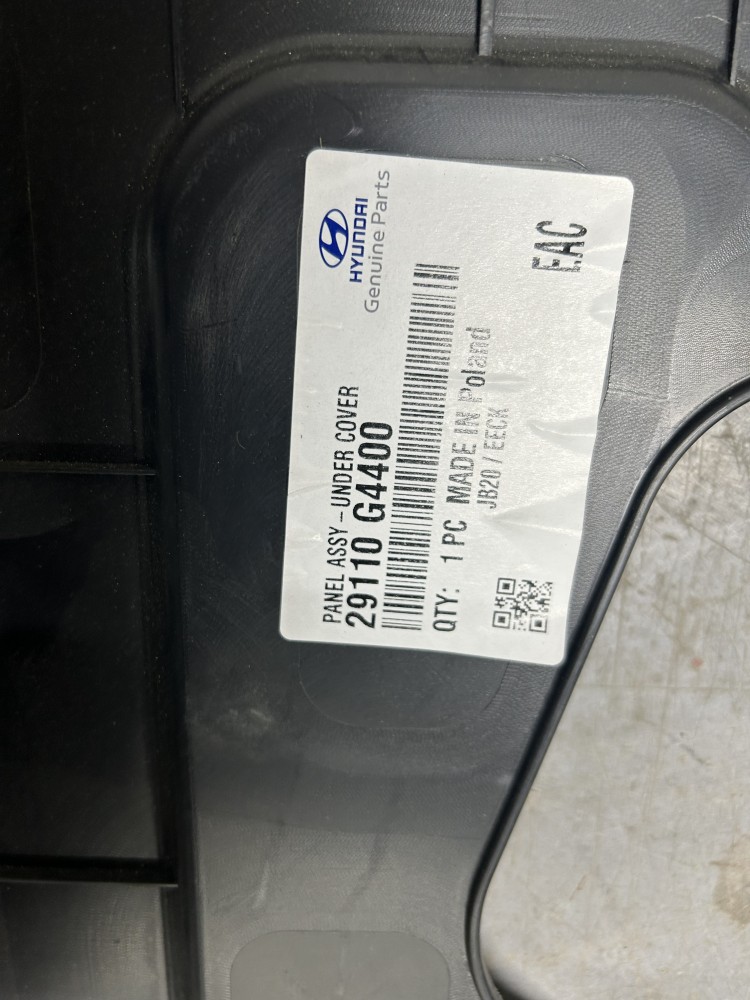 HYUNDAI
Genuine Parts
PANEL ASSY – UNDER COVER
29110 G4400
QTY: 1 PC MADE IN Poland
JB20 / EECK
EAC